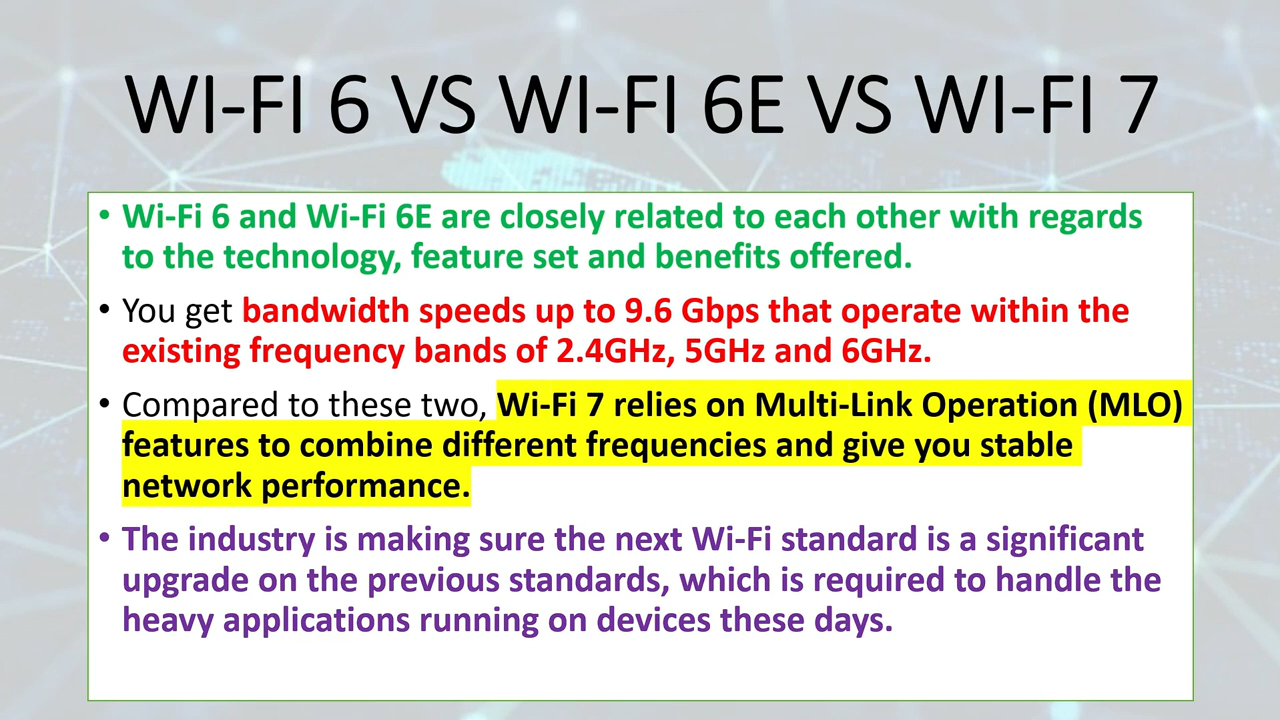 WI-FI 6 VS WI-FI 6E VS WI-FI 7
• Wi-Fi 6 and Wi-Fi 6E are closely related to each other with regards
to the technology, feature set and benefits offered.
• You get bandwidth speeds up to 9.6 Gbps that operate within the
existing frequency bands of 2.4GHz, 5GHz and 6GHz.
• Compared to these two, Wi-Fi 7 relies on Multi-Link Operation (MLO)
features to combine different frequencies and give you stable
network performance.
• The industry is making sure the next Wi-Fi standard is a significant
upgrade on the previous standards, which is required to handle the
heavy applications running on devices these days.